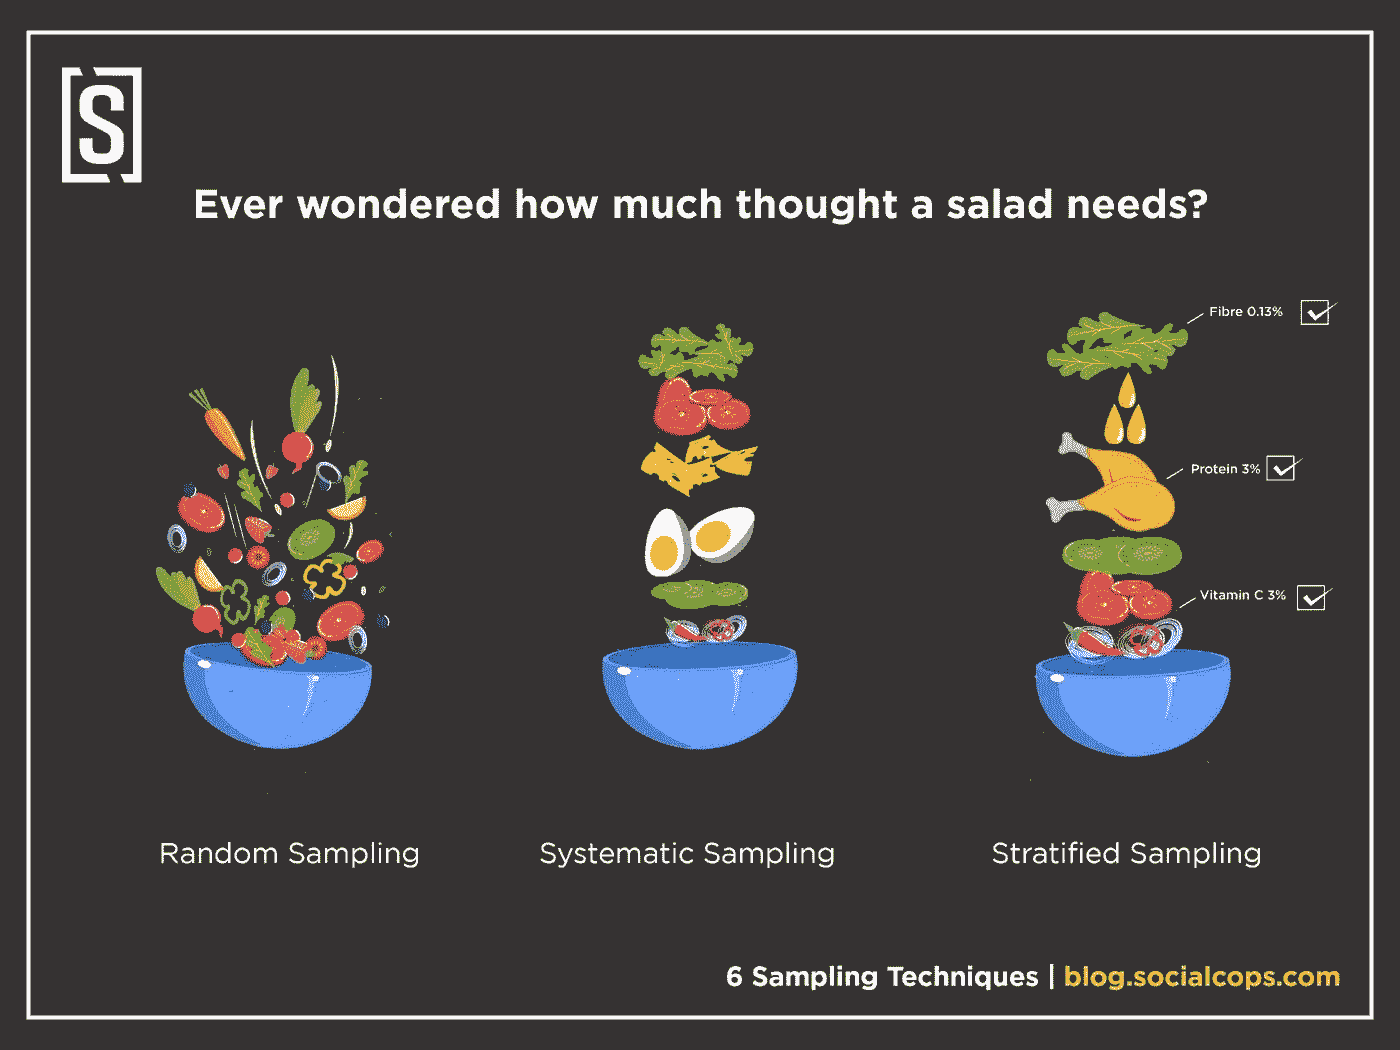 [S]
Ever wondered how much thought a salad needs?
Fibre 0.13%
Protein 3%
Vitamin C 3%
Random Sampling
Systematic Sampling
Stratified Sampling
6 Sampling Techniques | blog.socialcops.com